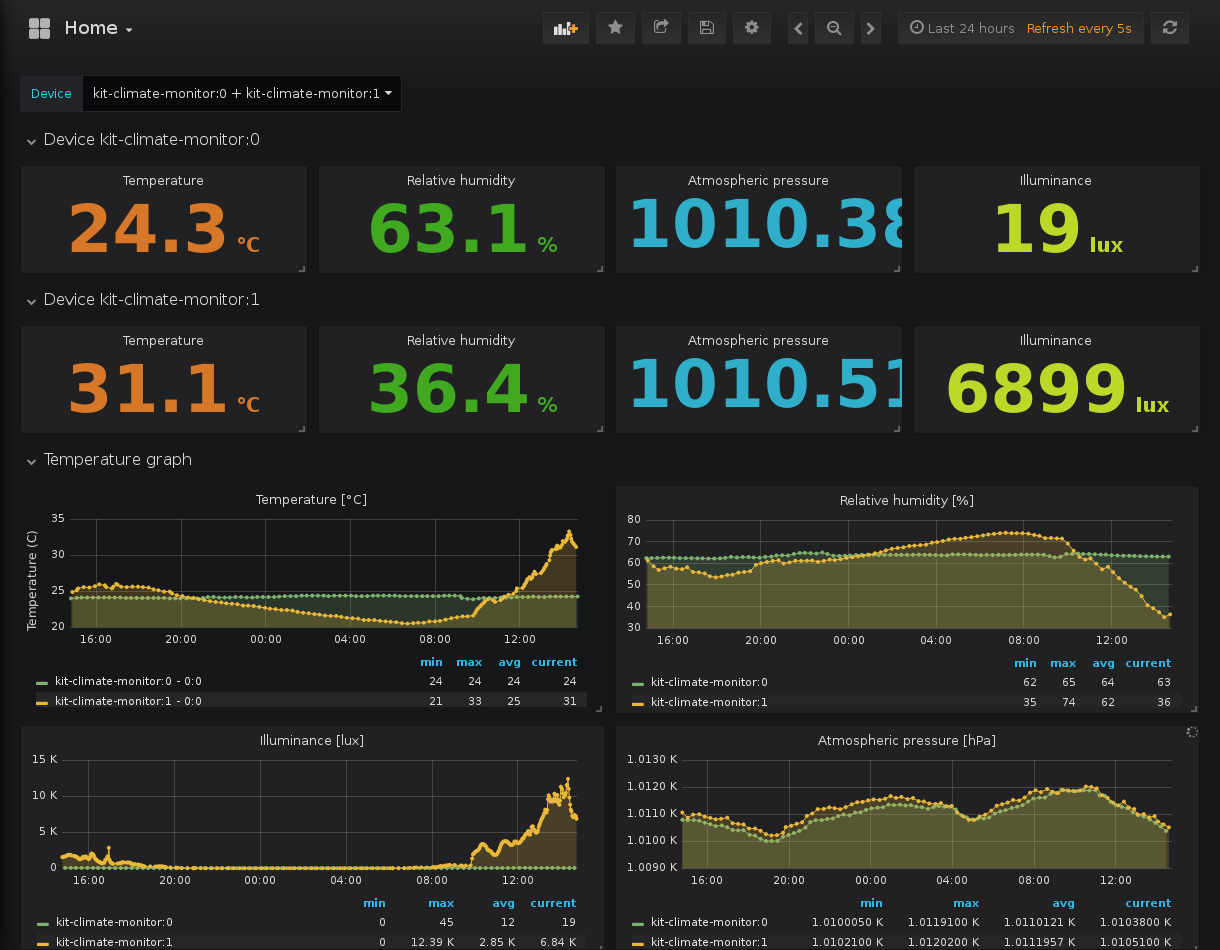 Home
Last 24 hours Refresh every 5s
Device kit-climate-monitor:0 + kit-climate-monitor:1
Device kit-climate-monitor:0
Temperature Relative humidity Atmospheric pressure Illuminance
24.3 °C 63.1 % 1010.38 19 lux
Device kit-climate-monitor:1
Temperature Relative humidity Atmospheric pressure Illuminance
31.1 °C 36.4 % 1010.51 6899 lux
Temperature graph
Temperature [°C]
Temperature (C)
35
30
25
20
16:00 20:00 00:00 04:00 08:00 12:00
min max avg current
kit-climate-monitor:0 - 0:0 24 24 24 24
kit-climate-monitor:1 - 0:0 21 33 25 31
Relative humidity [%]
80
70
60
50
40
30
16:00 20:00 00:00 04:00 08:00 12:00
min max avg current
kit-climate-monitor:0 62 65 64 63
kit-climate-monitor:1 35 74 62 36
Illuminance [lux]
15 K
10 K
5 K
0
16:00 20:00 00:00 04:00 08:00 12:00
min max avg current
kit-climate-monitor:0 0 45 12 19
kit-climate-monitor:1 0 12.39 K 2.85 K 6.84 K
Atmospheric pressure [hPa]
1.0130 K
1.0120 K
1.0110 K
1.0100 K
1.0090 K
16:00 20:00 00:00 04:00 08:00 12:00
min max avg current
kit-climate-monitor:0 1.0100050 K 1.0119100 K 1.0110121 K 1.0103800 K
kit-climate-monitor:1 1.0102100 K 1.0120200 K 1.0111957 K 1.0105100 K